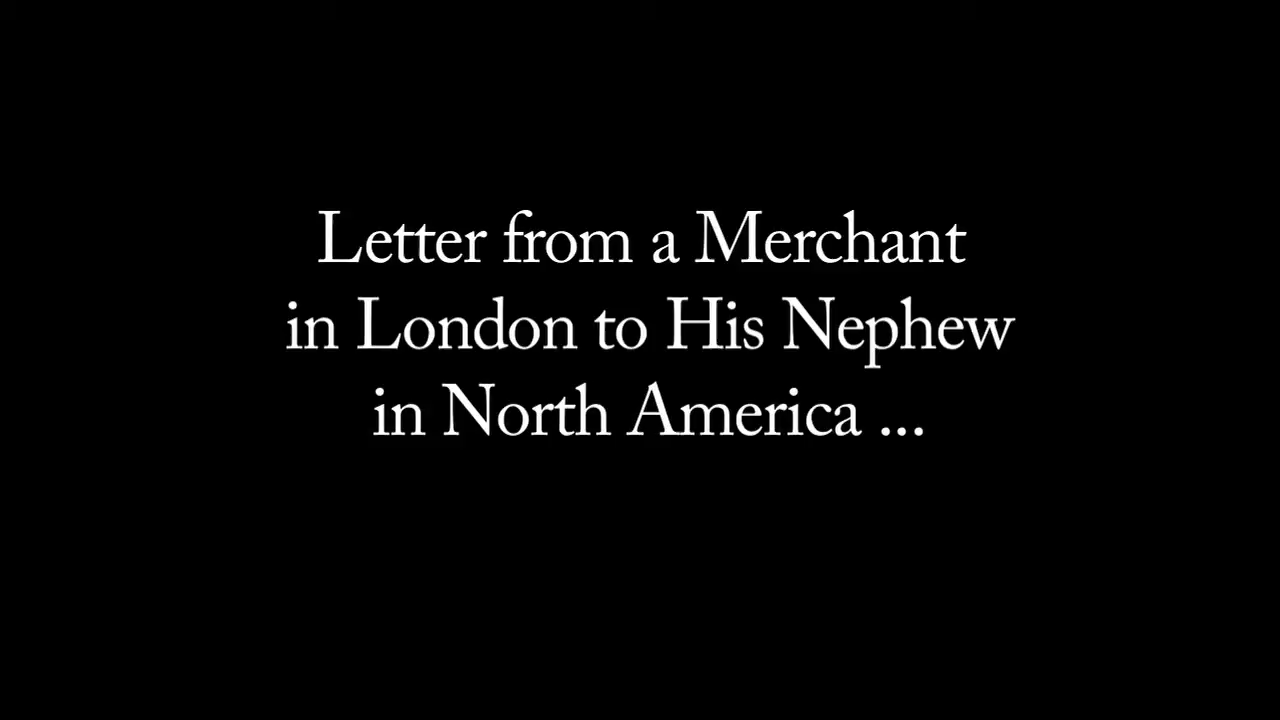 Letter from a Merchant
in London to His Nephew
in North America ...